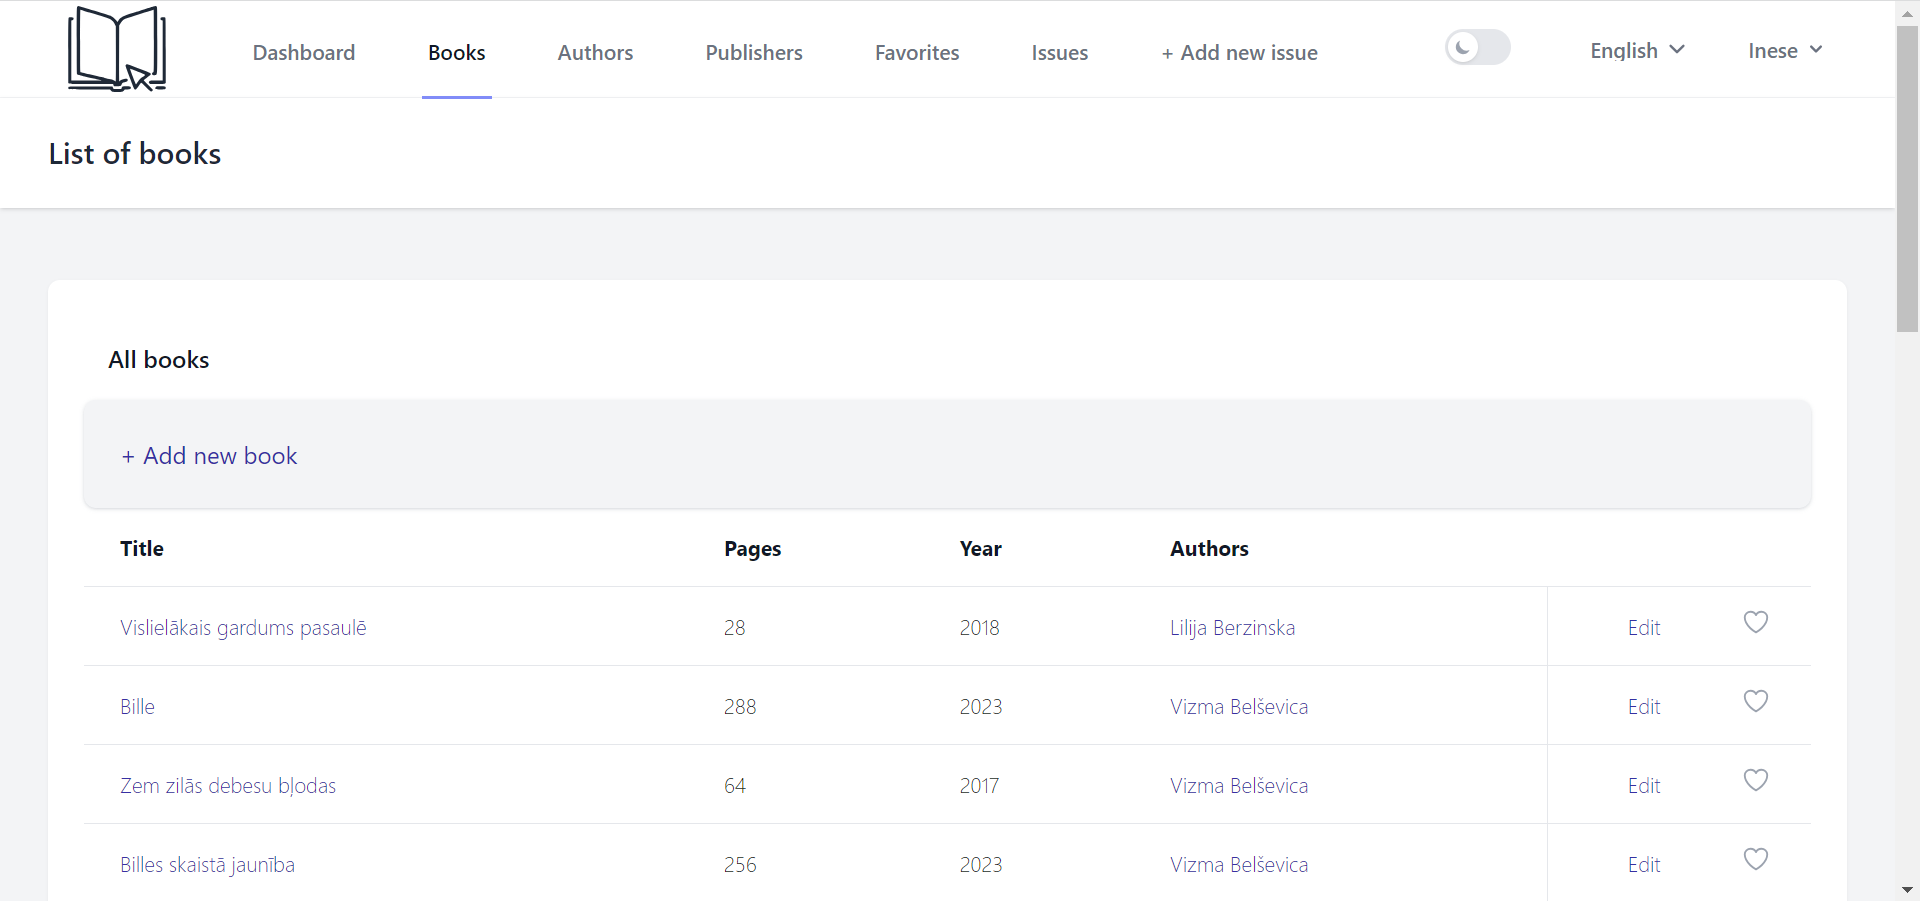 Dashboard Books Authors Publishers Favorites Issues + Add new issue English Inese
List of books
All books
+ Add new book
Title Pages Year Authors
Vislielākais gardums pasaulē 28 2018 Lilija Berzinska Edit
Bille 288 2023 Vizma Belševica Edit
Zem zilās debesu bļodas 64 2017 Vizma Belševica Edit
Billes skaistā jaunība 256 2023 Vizma Belševica Edit